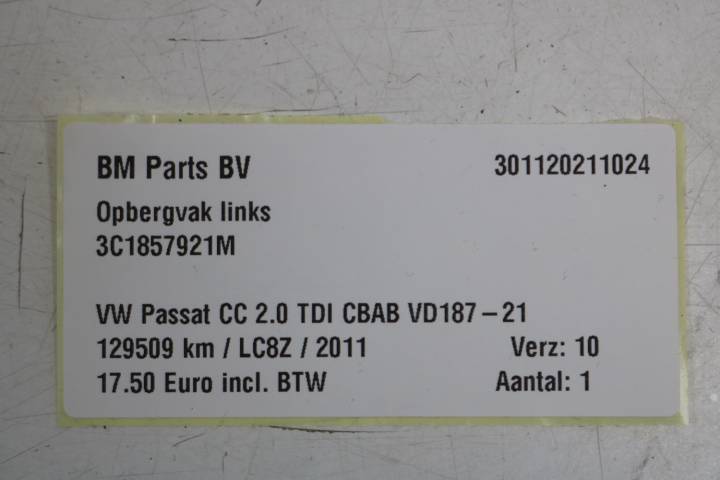 BM Parts BV 301120211024
Opbergvak links
3C1857921M
VW Passat CC 2.0 TDI CBAB VD187-21
129509 km / LC8Z / 2011 Verz: 10
17.50 Euro incl. BTW Aantal: 1